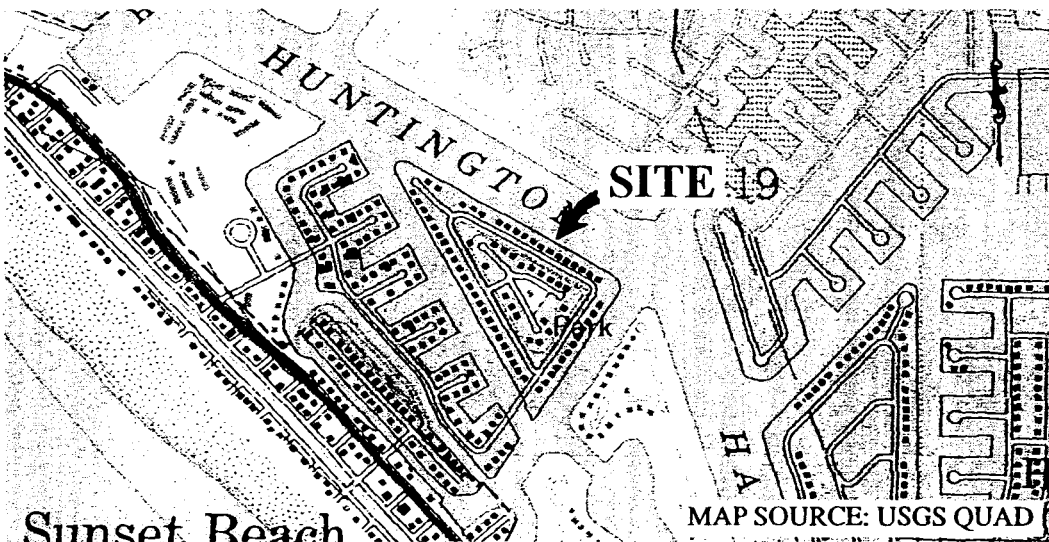 HUNTINGTON
SITE 19
Park
HA
MAP SOURCE: USGS QUAD
Sunset Beach